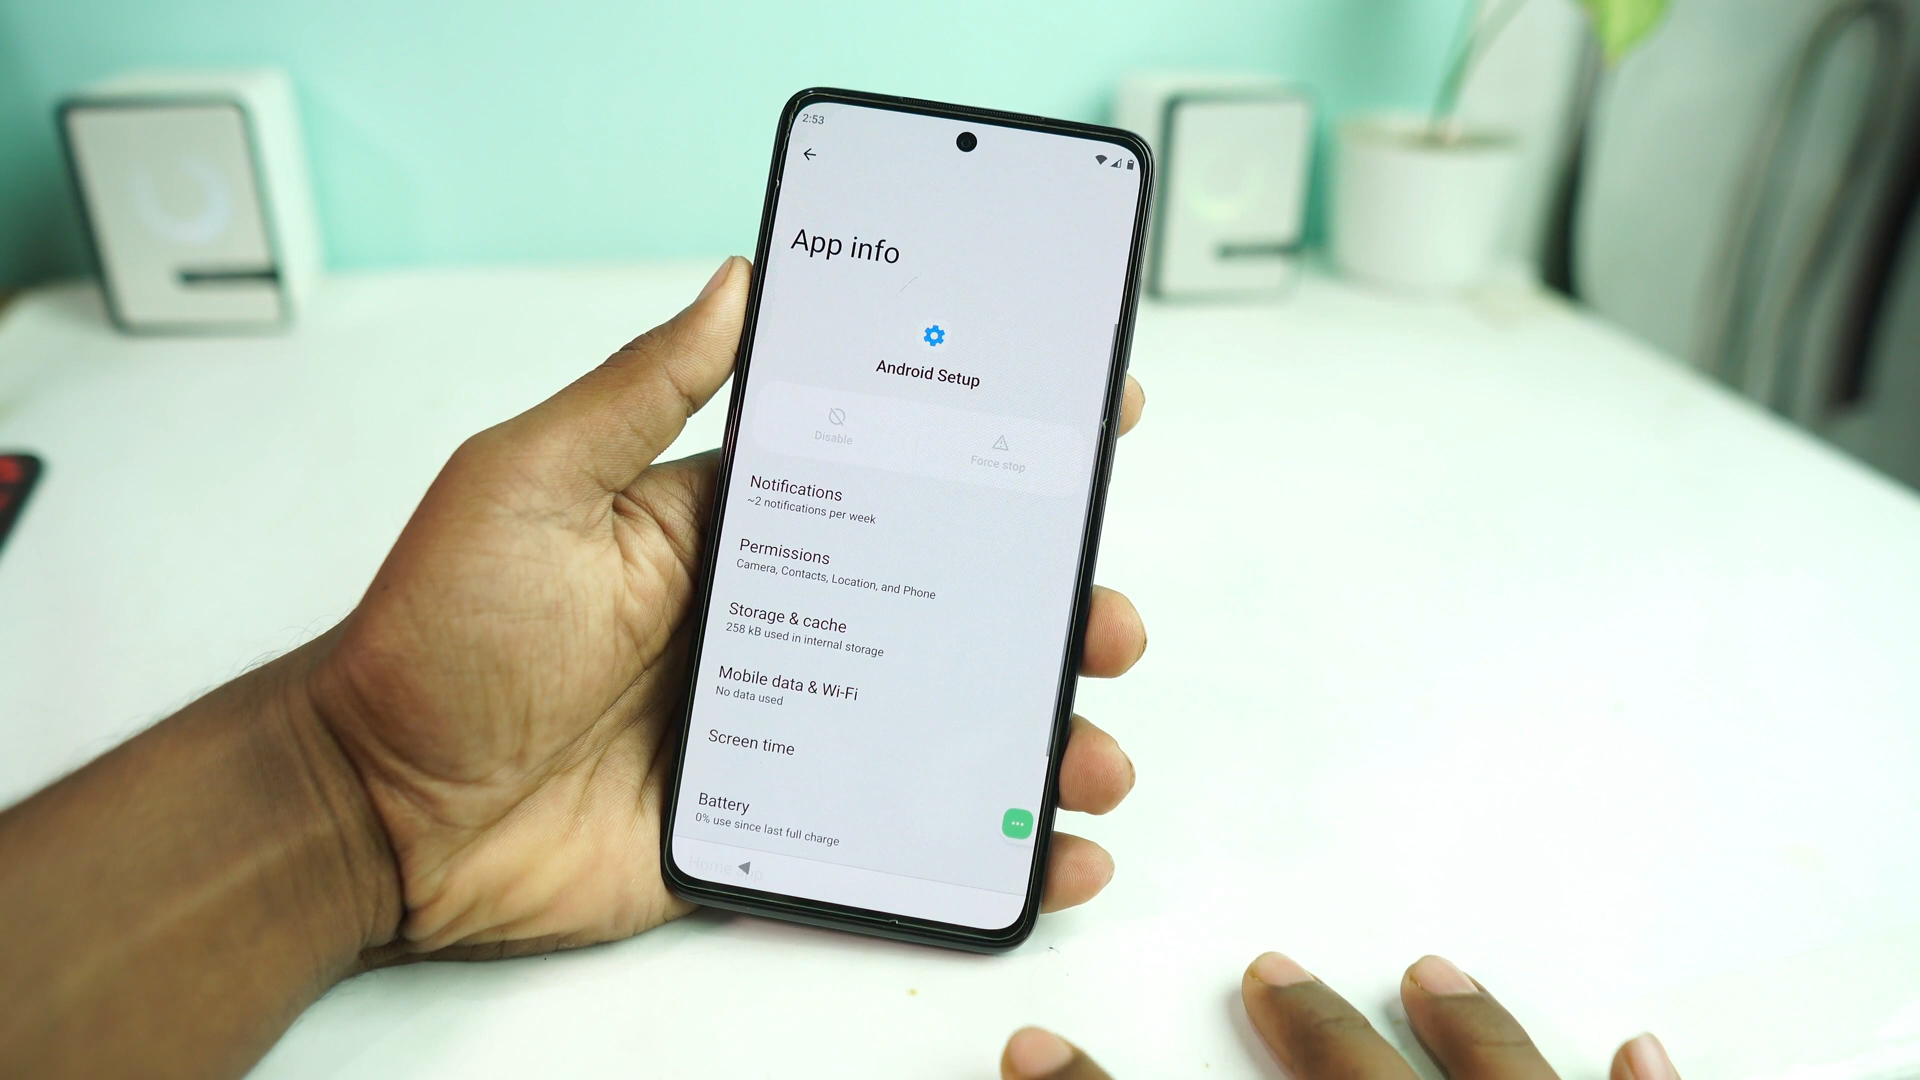 2:53
App info
Android Setup
Disable
Force stop
Notifications
~2 notifications per week
Permissions
Camera, Contacts, Location, and Phone
Storage & cache
258 kB used in internal storage
Mobile data & Wi-Fi
No data used
Screen time
Battery
0% use since last full charge
Home app